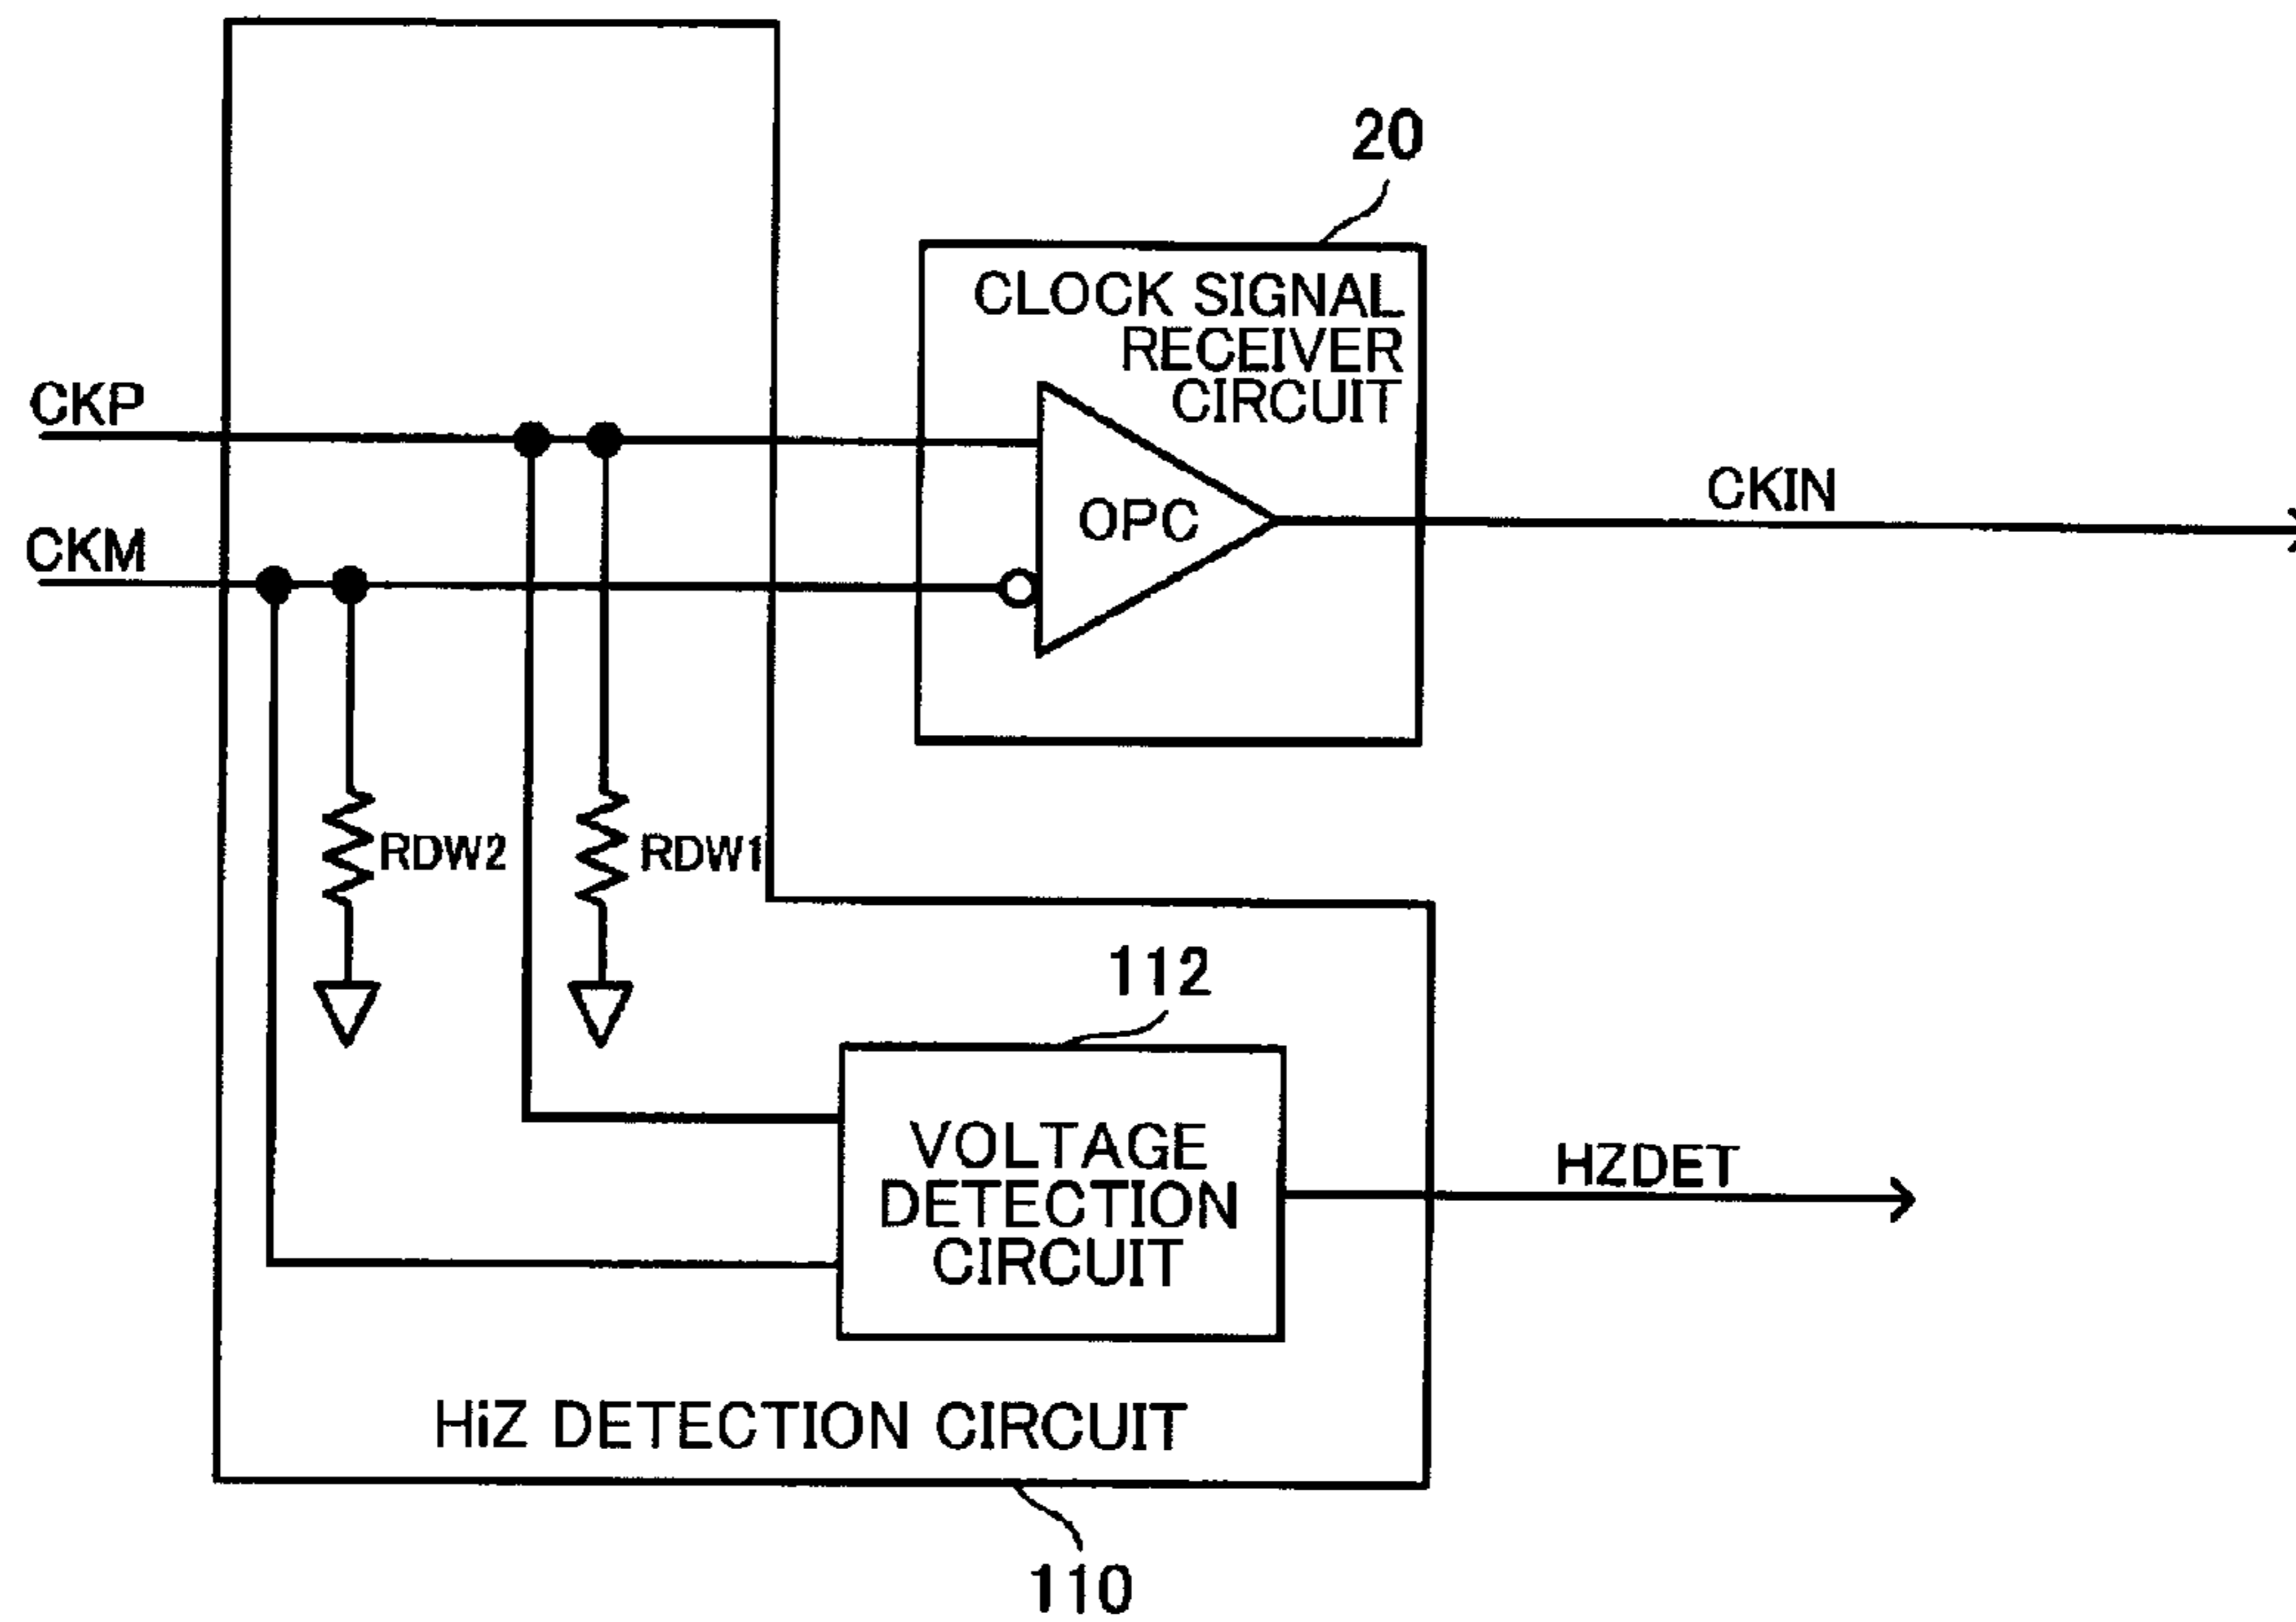 20
CLOCK SIGNAL
RECEIVER
CIRCUIT
CKP
CKIN
OPC
CKM
RDW2
RDW1
112
VOLTAGE
DETECTION
CIRCUIT
HZDET
HiZ DETECTION CIRCUIT
110